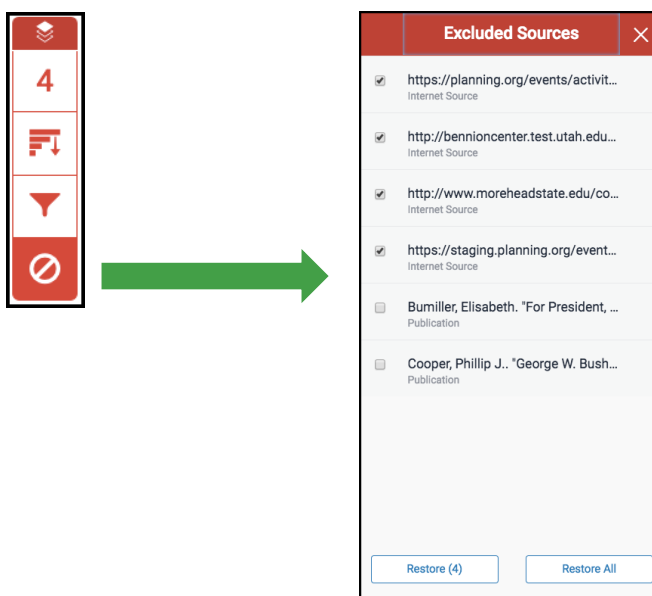 4
Excluded Sources
https://planning.org/events/activit...
Internet Source
http://bennioncenter.test.utah.edu...
Internet Source
http://www.moreheadstate.edu/co...
Internet Source
https://staging.planning.org/event...
Internet Source
Bumiller, Elisabeth. "For President, ...
Publication
Cooper, Phillip J.. "George W. Bush...
Publication
Restore (4)
Restore All